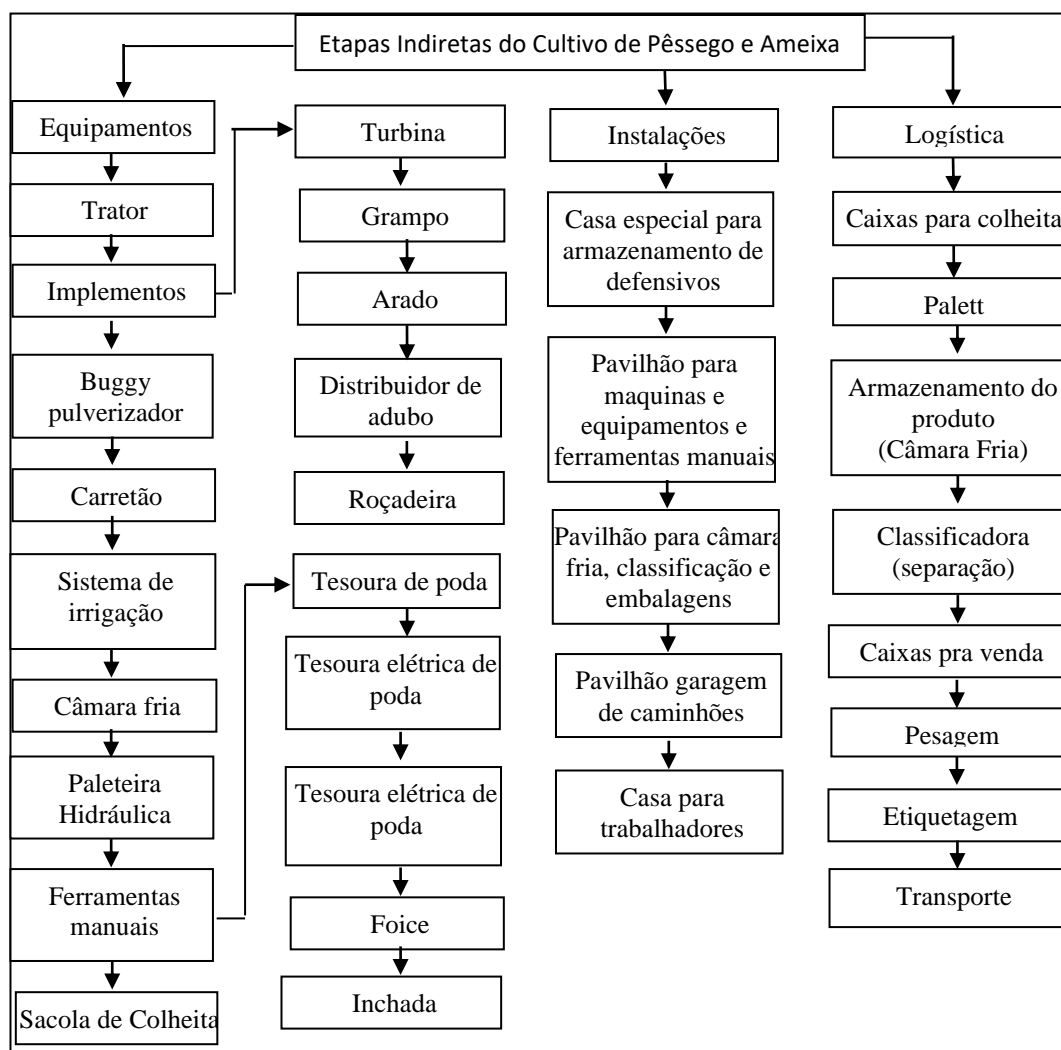 Etapas Indiretas do Cultivo de Pêssego e Ameixa
Equipamentos
Trator
Implementos
Buggy
pulverizador
Carretão
Sistema de
irrigação
Câmara fria
Paleteira
Hidráulica
Ferramentas
manuais
Sacola de Colheita
Turbina
Grampo
Arado
Distribuidor de
adubo
Roçadeira
Tesoura de poda
Tesoura elétrica de
poda
Tesoura elétrica de
poda
Foice
Inchada
Instalações
Casa especial para
armazenamento de
defensivos
Pavilhão para
maquinas e
equipamentos e
ferramentas manuais
Pavilhão para câmara
fria, classificação e
embalagens
Pavilhão garagem
de caminhões
Casa para
trabalhadores
Logística
Caixas para colheita
Palett
Armazenamento do
produto
(Câmara Fria)
Classificadora
(separação)
Caixas pra venda
Pesagem
Etiquetagem
Transporte